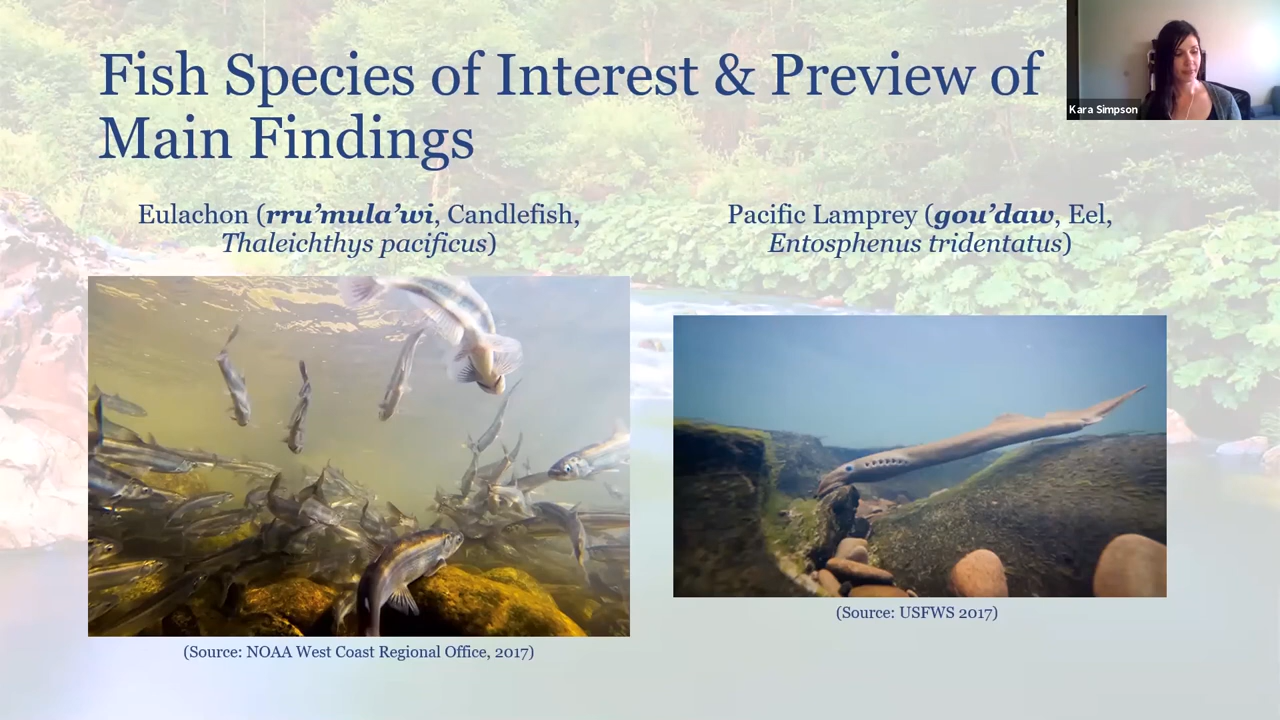 Fish Species of Interest & Preview of
Main Findings
Kara Simpson
Eulachon (rru’mula’wi, Candlefish,
Thaleichthys pacificus)
Pacific Lamprey (gou’daw, Eel,
Entosphenus tridentatus)
(Source: USFWS 2017)
(Source: NOAA West Coast Regional Office, 2017)